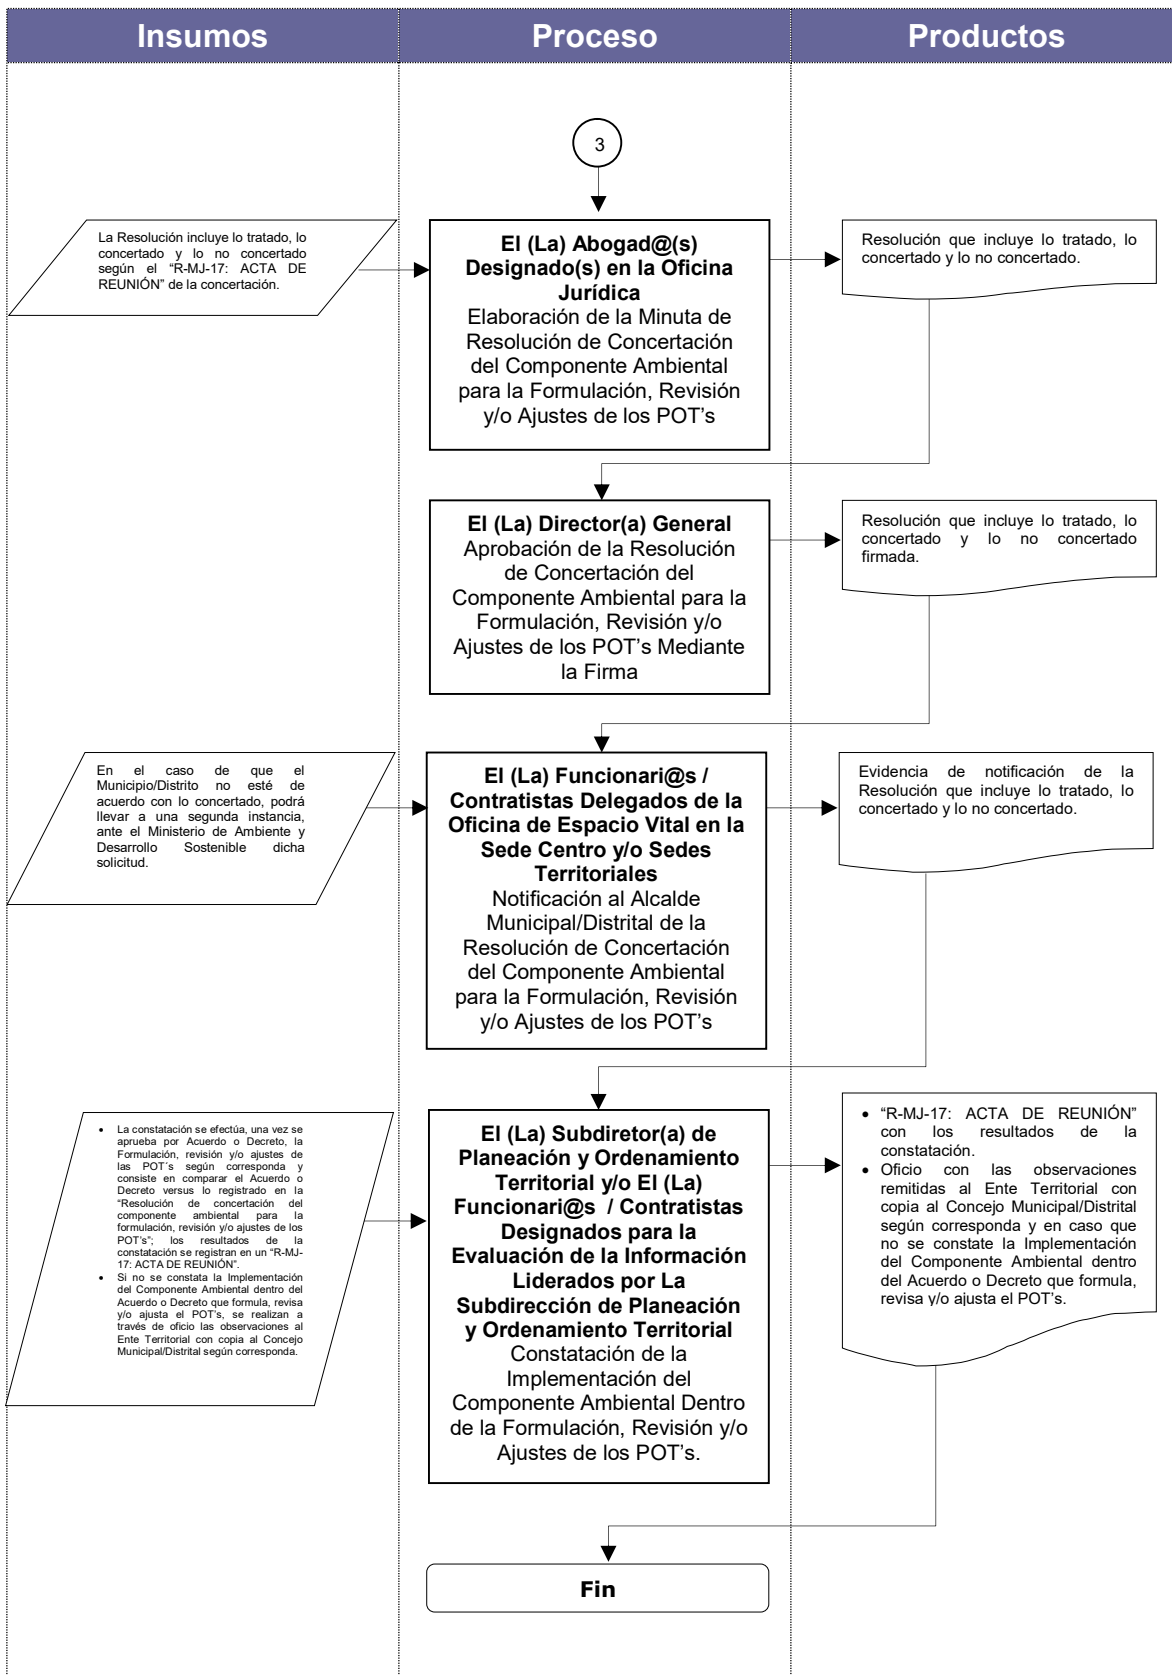 Insumos
Proceso
Productos
3
La Resolución incluye lo tratado, lo
concertado y lo no concertado
según el “R-MJ-17: ACTA DE
REUNIÓN” de la concertación.
El (La) Abogad@(s)
Designado(s) en la Oficina
Jurídica
Elaboración de la Minuta de
Resolución de Concertación
del Componente Ambiental
para la Formulación, Revisión
y/o Ajustes de los POT’s
Resolución que incluye lo tratado, lo
concertado y lo no concertado.
El (La) Director(a) General
Aprobación de la Resolución
de Concertación del
Componente Ambiental para la
Formulación, Revisión y/o
Ajustes de los POT’s Mediante
la Firma
Resolución que incluye lo tratado, lo
concertado y lo no concertado
firmada.
En el caso de que el
Municipio/Distrito no esté de
acuerdo con lo concertado, podrá
llevar a una segunda instancia,
ante el Ministerio de Ambiente y
Desarrollo Sostenible dicha
solicitud.
El (La) Funcionari@s /
Contratistas Delegados de la
Oficina de Espacio Vital en la
Sede Centro y/o Sedes
Territoriales
Notificación al Alcalde
Municipal/Distrital de la
Resolución de Concertación
del Componente Ambiental
para la Formulación, Revisión
y/o Ajustes de los POT’s
Evidencia de notificación de la
Resolución que incluye lo tratado, lo
concertado y lo no concertado.
• La constatación se efectúa, una vez se
aprueba por Acuerdo o Decreto, la
Formulación, revisión y/o ajustes de
las POT´s según corresponda y
consiste en comparar el Acuerdo o
Decreto versus lo registrado en la
“Resolución de concertación del
componente ambiental para la
formulación, revisión y/o ajustes de los
POT’s”; los resultados de la
constatación se registran en un “R-MJ-
17: ACTA DE REUNIÓN”.
• Si no se constata la Implementación
del Componente Ambiental dentro del
Acuerdo o Decreto que formula, revisa
y/o ajusta el POT’s, se realizan a
través de oficio las observaciones al
Ente Territorial con copia al Concejo
Municipal/Distrital según corresponda.
El (La) Subdiretor(a) de
Planeación y Ordenamiento
Territorial y/o El (La)
Funcionari@s / Contratistas
Designados para la
Evaluación de la Información
Liderados por La
Subdirección de Planeación
y Ordenamiento Territorial
Constatación de la
Implementación del
Componente Ambiental Dentro
de la Formulación, Revisión y/o
Ajustes de los POT’s.
• “R-MJ-17: ACTA DE REUNIÓN”
con los resultados de la
constatación.
• Oficio con las observaciones
remitidas al Ente Territorial con
copia al Concejo Municipal/Distrital
según corresponda y en caso que
no se constate la Implementación
del Componente Ambiental dentro
del Acuerdo o Decreto que formula,
revisa y/o ajusta el POT’s.
Fin